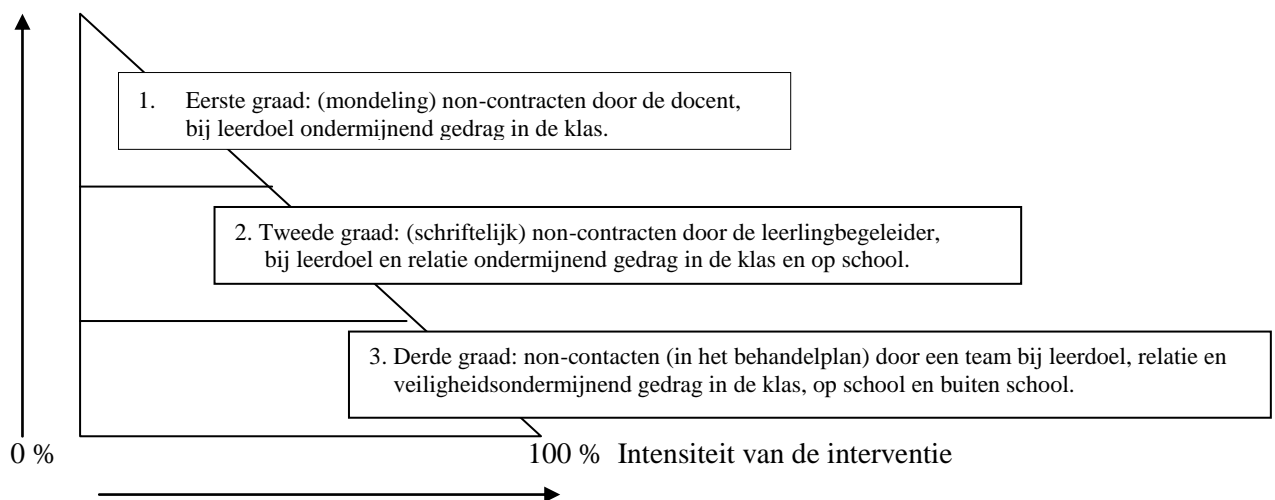 1. Eerste graad: (mondeling) non-contracten door de docent,
bij leerdoel ondermijnend gedrag in de klas.
2. Tweede graad: (schriftelijk) non-contracten door de leerlingbegeleider,
bij leerdoel en relatie ondermijnend gedrag in de klas en op school.
3. Derde graad: non-contacten (in het behandelplan) door een team bij leerdoel, relatie en
veiligheidsondermijnend gedrag in de klas, op school en buiten school.
0 % 100 % Intensiteit van de interventie